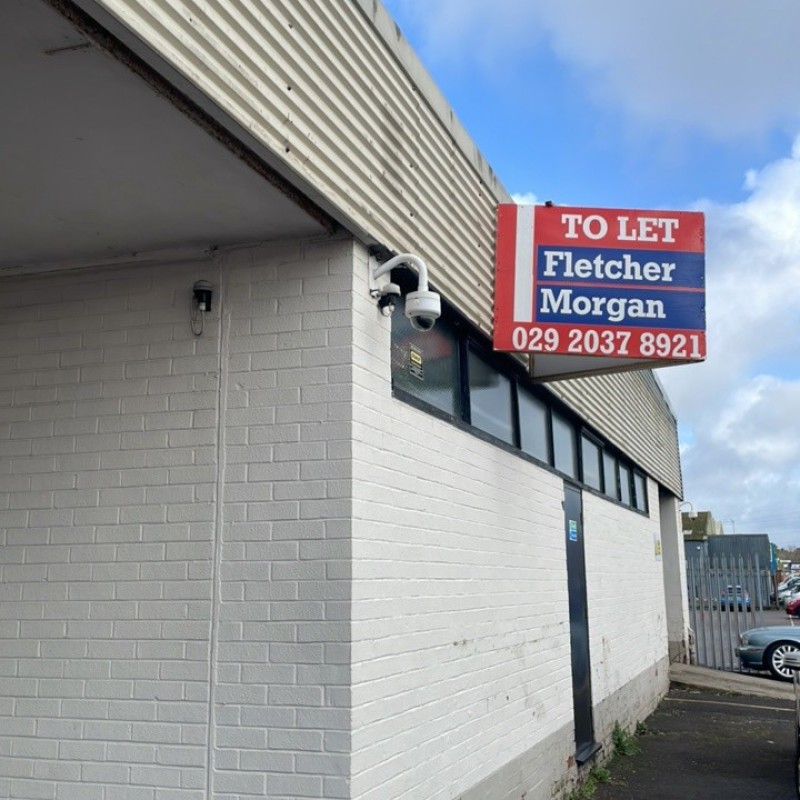 TO LET
Fletcher
Morgan
029 2037 8921